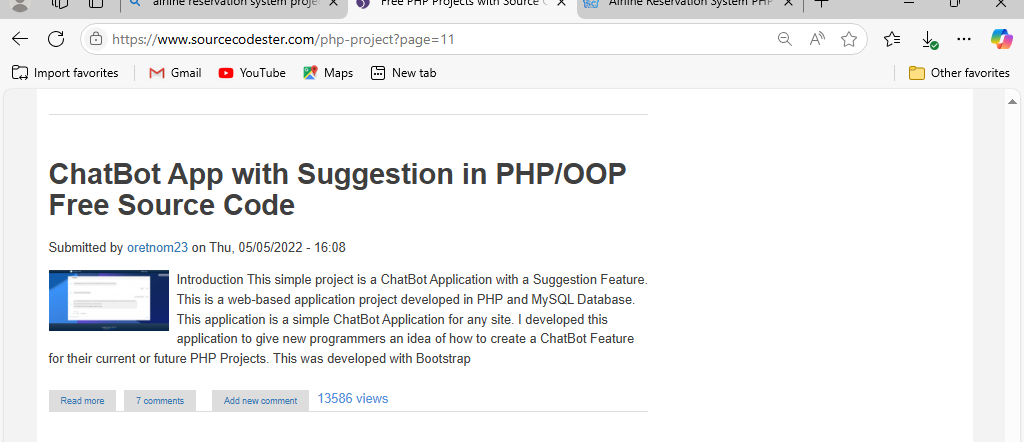 airline reservation system proje
Free PHP Projects with Source C
Airline Reservation System PHP
https://www.sourcecodester.com/php-project?page=11
Import favorites
Gmail
YouTube
Maps
New tab
Other favorites
ChatBot App with Suggestion in PHP/OOP
Free Source Code
Submitted by oretnom23 on Thu, 05/05/2022 - 16:08
Introduction This simple project is a ChatBot Application with a Suggestion Feature.
This is a web-based application project developed in PHP and MySQL Database.
This application is a simple ChatBot Application for any site. I developed this
application to give new programmers an idea of how to create a ChatBot Feature
for their current or future PHP Projects. This was developed with Bootstrap
Read more
7 comments
Add new comment
13586 views